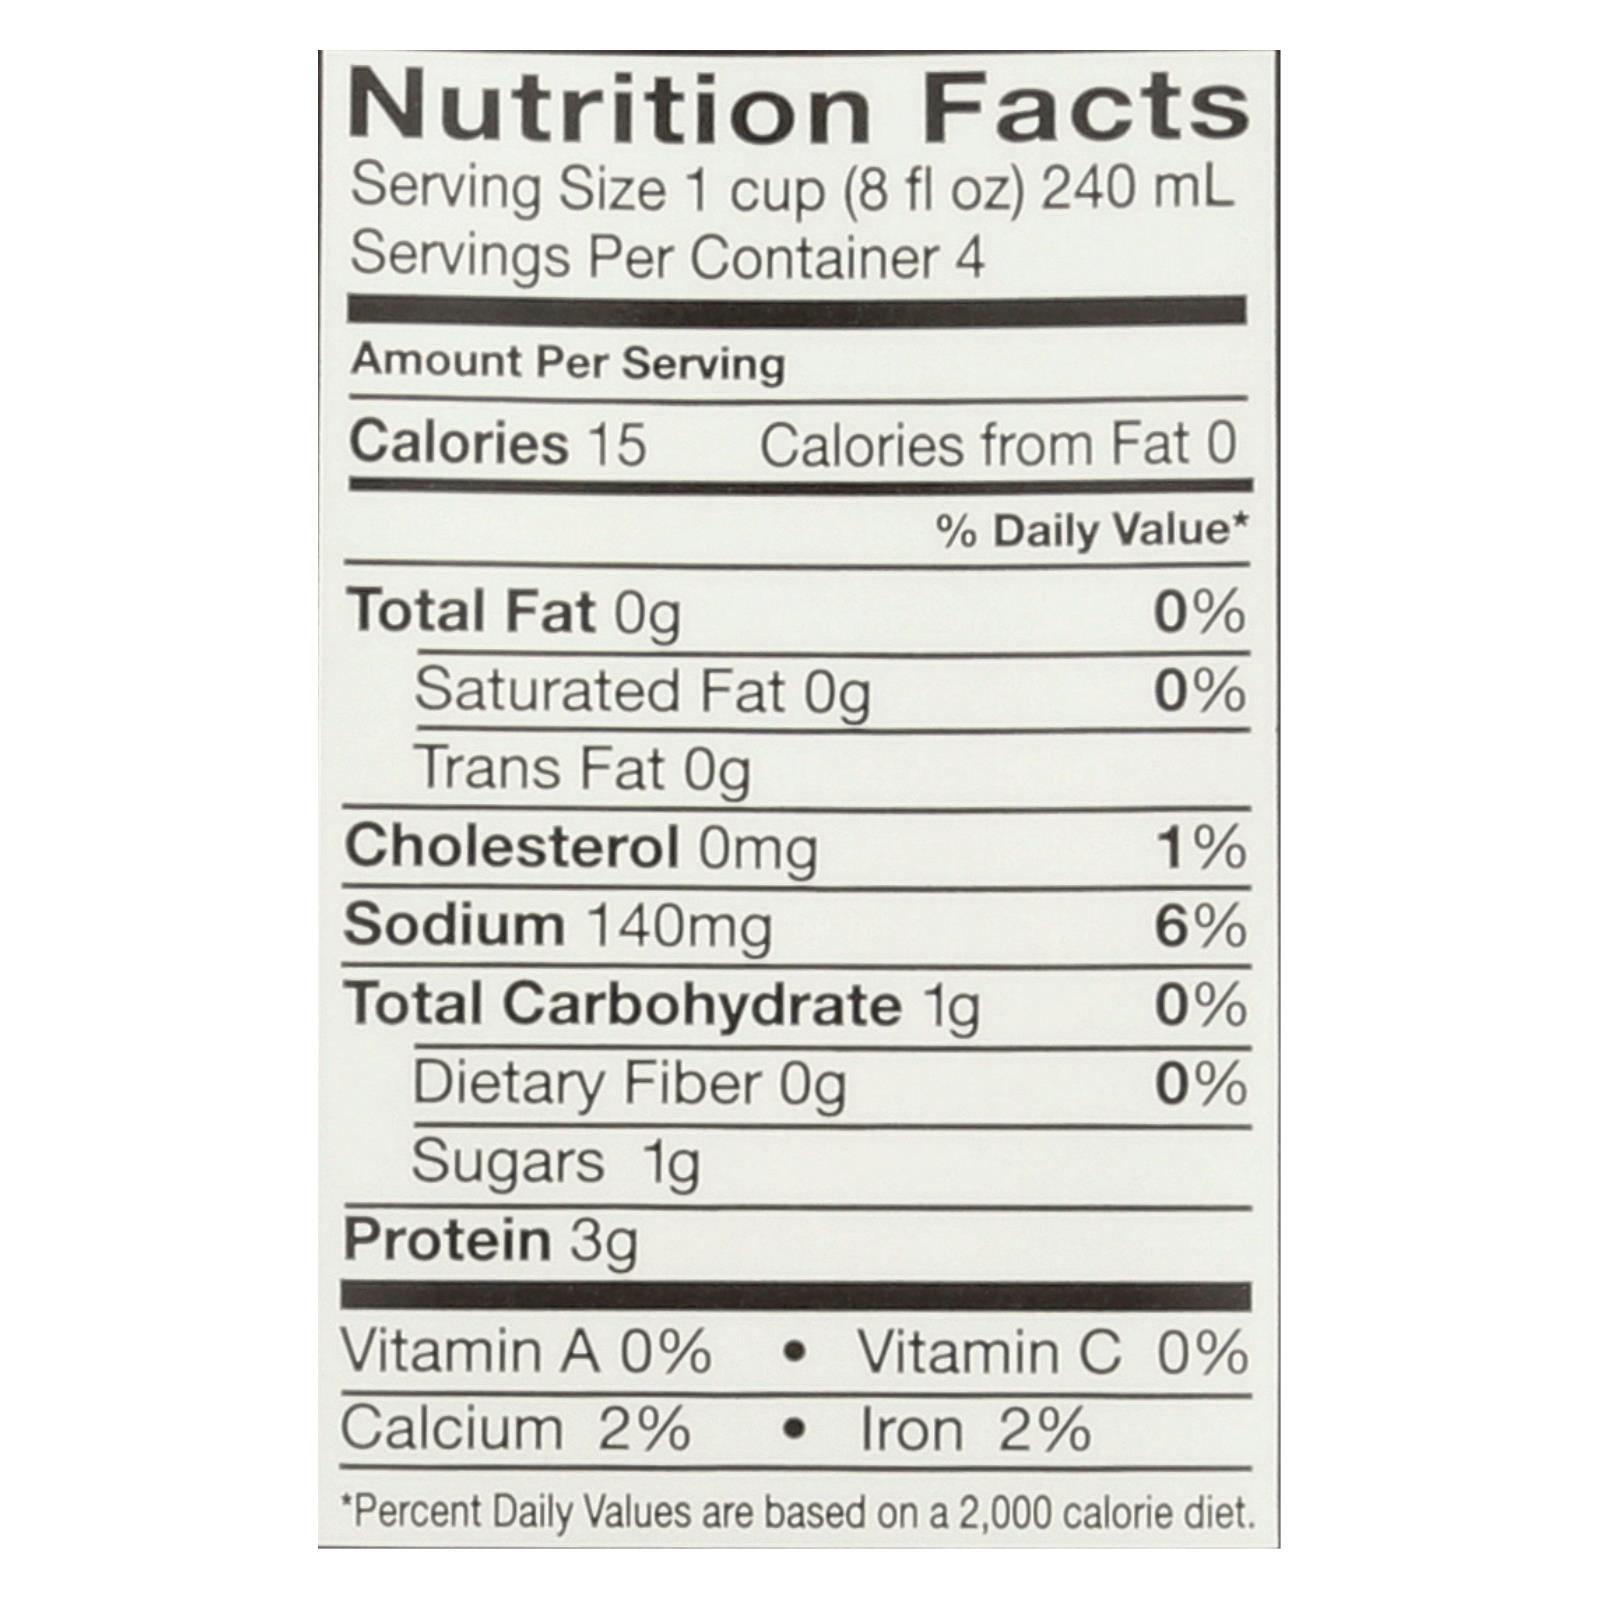 Nutrition Facts
Serving Size 1 cup (8 fl oz) 240 mL
Servings Per Container 4
Amount Per Serving
Calories 15 Calories from Fat 0
% Daily Value*
Total Fat 0g 0%
Saturated Fat 0g 0%
Trans Fat 0g
Cholesterol 0mg 1%
Sodium 140mg 6%
Total Carbohydrate 1g 0%
Dietary Fiber 0g 0%
Sugars 1g
Protein 3g
Vitamin A 0% • Vitamin C 0%
Calcium 2% • Iron 2%
*Percent Daily Values are based on a 2,000 calorie diet.